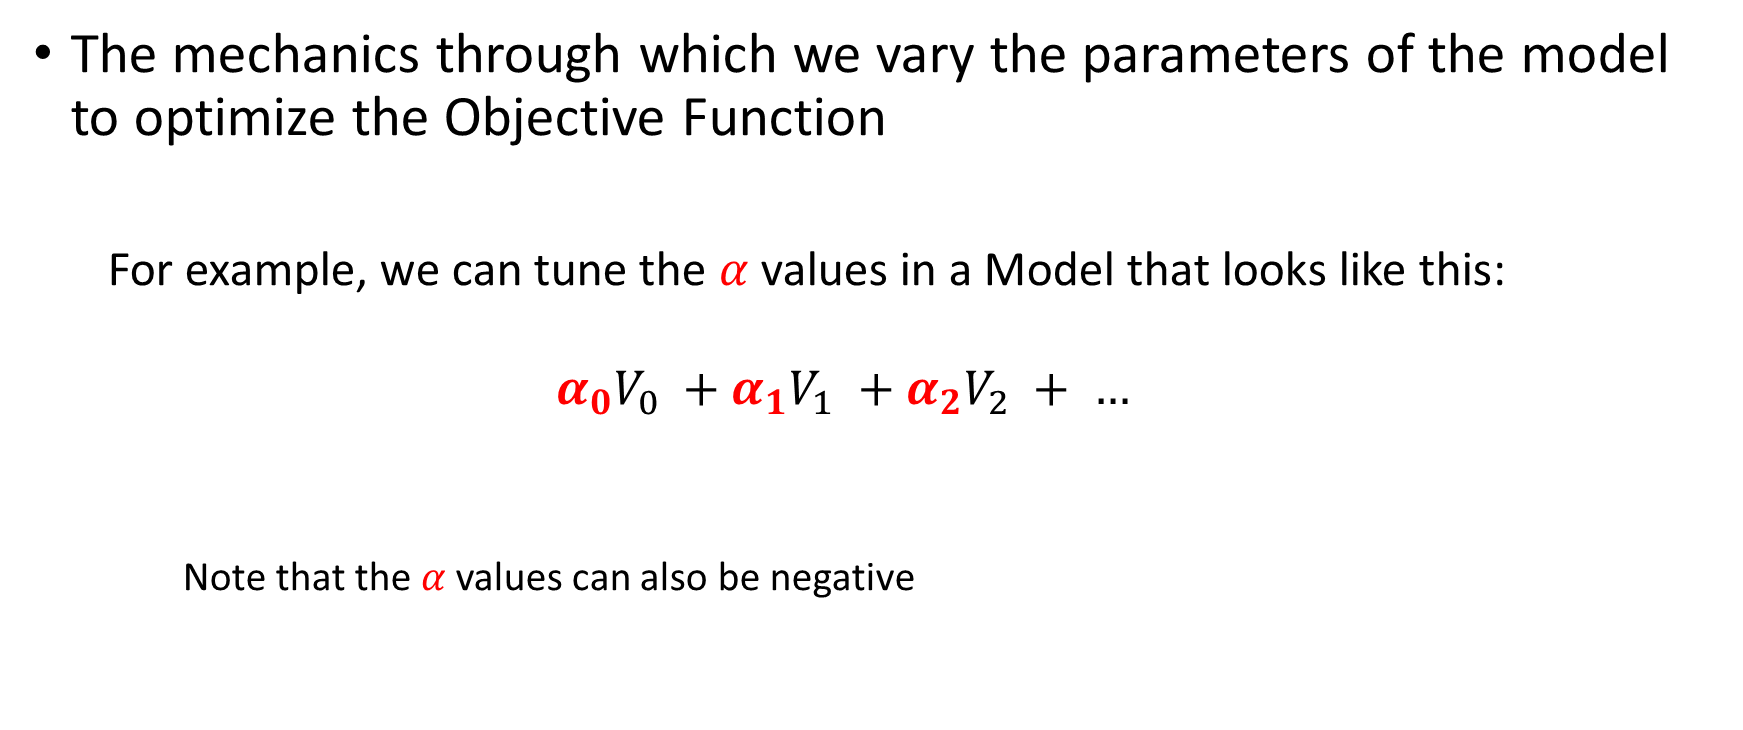 • The mechanics through which we vary the parameters of the model
to optimize the Objective Function
For example, we can tune the α values in a Model that looks like this:
α₀V₀ + α₁V₁ + α₂V₂ + ...
Note that the α values can also be negative